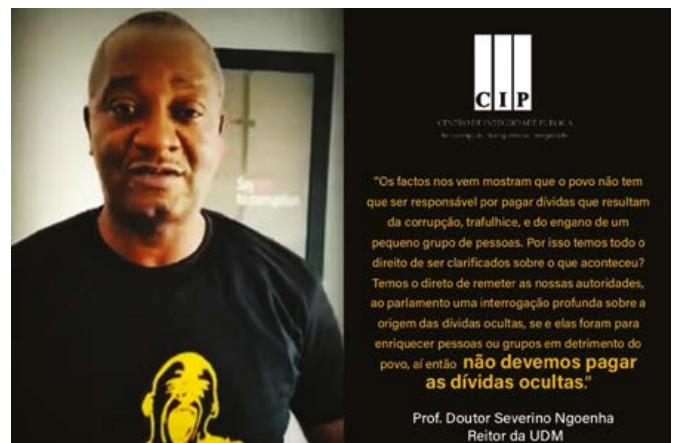 Say
to corruption
CIP
CENTRO DE INTEGRIDADE PÚBLICA
"Os factos nos vem mostram que o povo não tem
que ser responsável por pagar dívidas que resultam
da corrupção, trafulhice, e do engano de um
pequeno grupo de pessoas. Por isso temos todo o
direito de ser clarificados sobre o que aconteceu?
Temos o direto de remeter as nossas autoridades,
ao parlamento uma interrogação profunda sobre a
origem das dívidas ocultas, se e elas foram para
enriquecer pessoas ou grupos em detrimento do
povo, aí então não devemos pagar
as dívidas ocultas."
Prof. Doutor Severino Ngoenha
Reitor da UDM